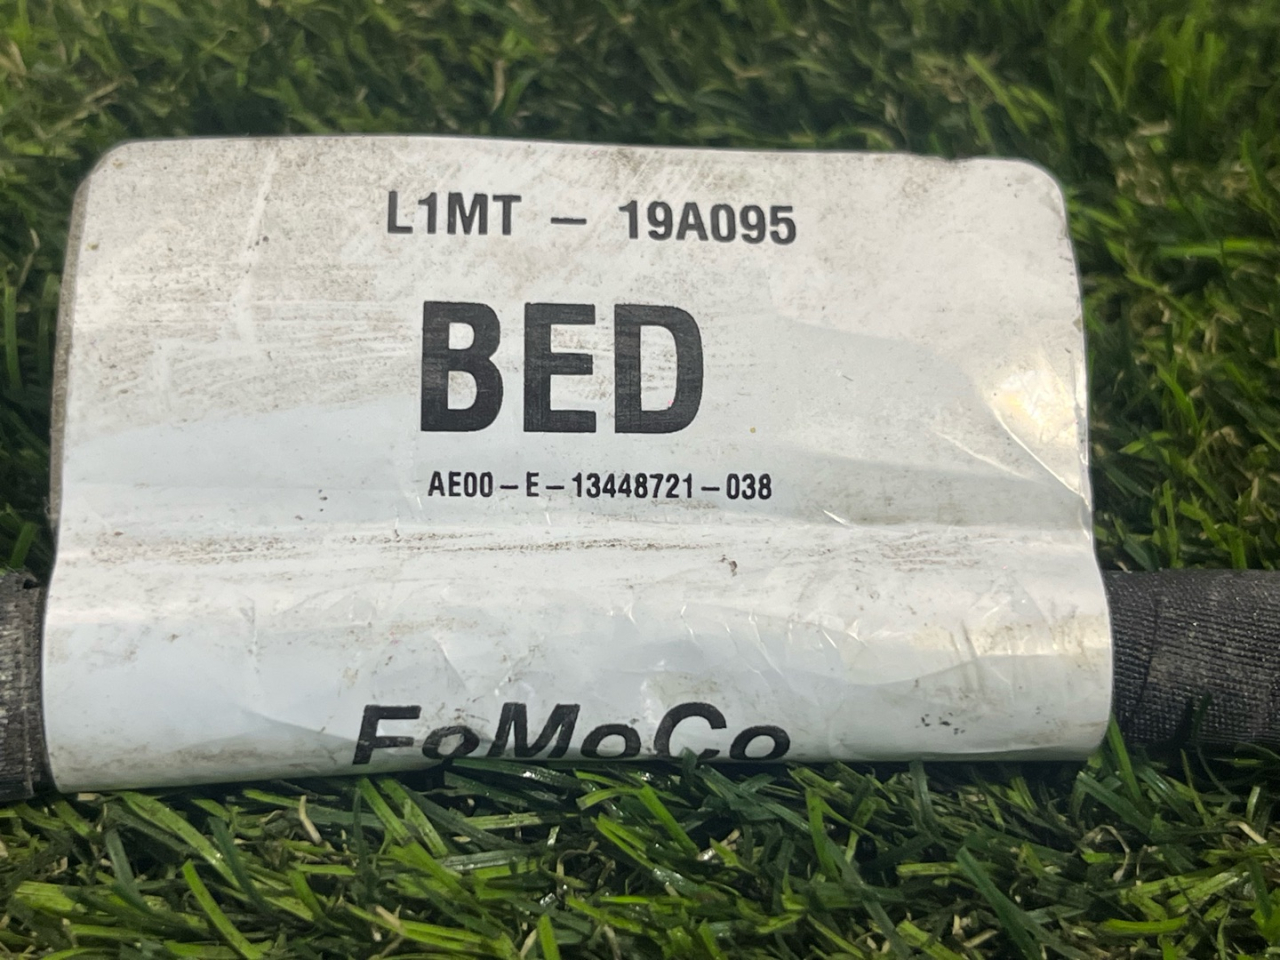 L1MT – 19A095
BED
AE00–E–13448721–038
FoMoCo